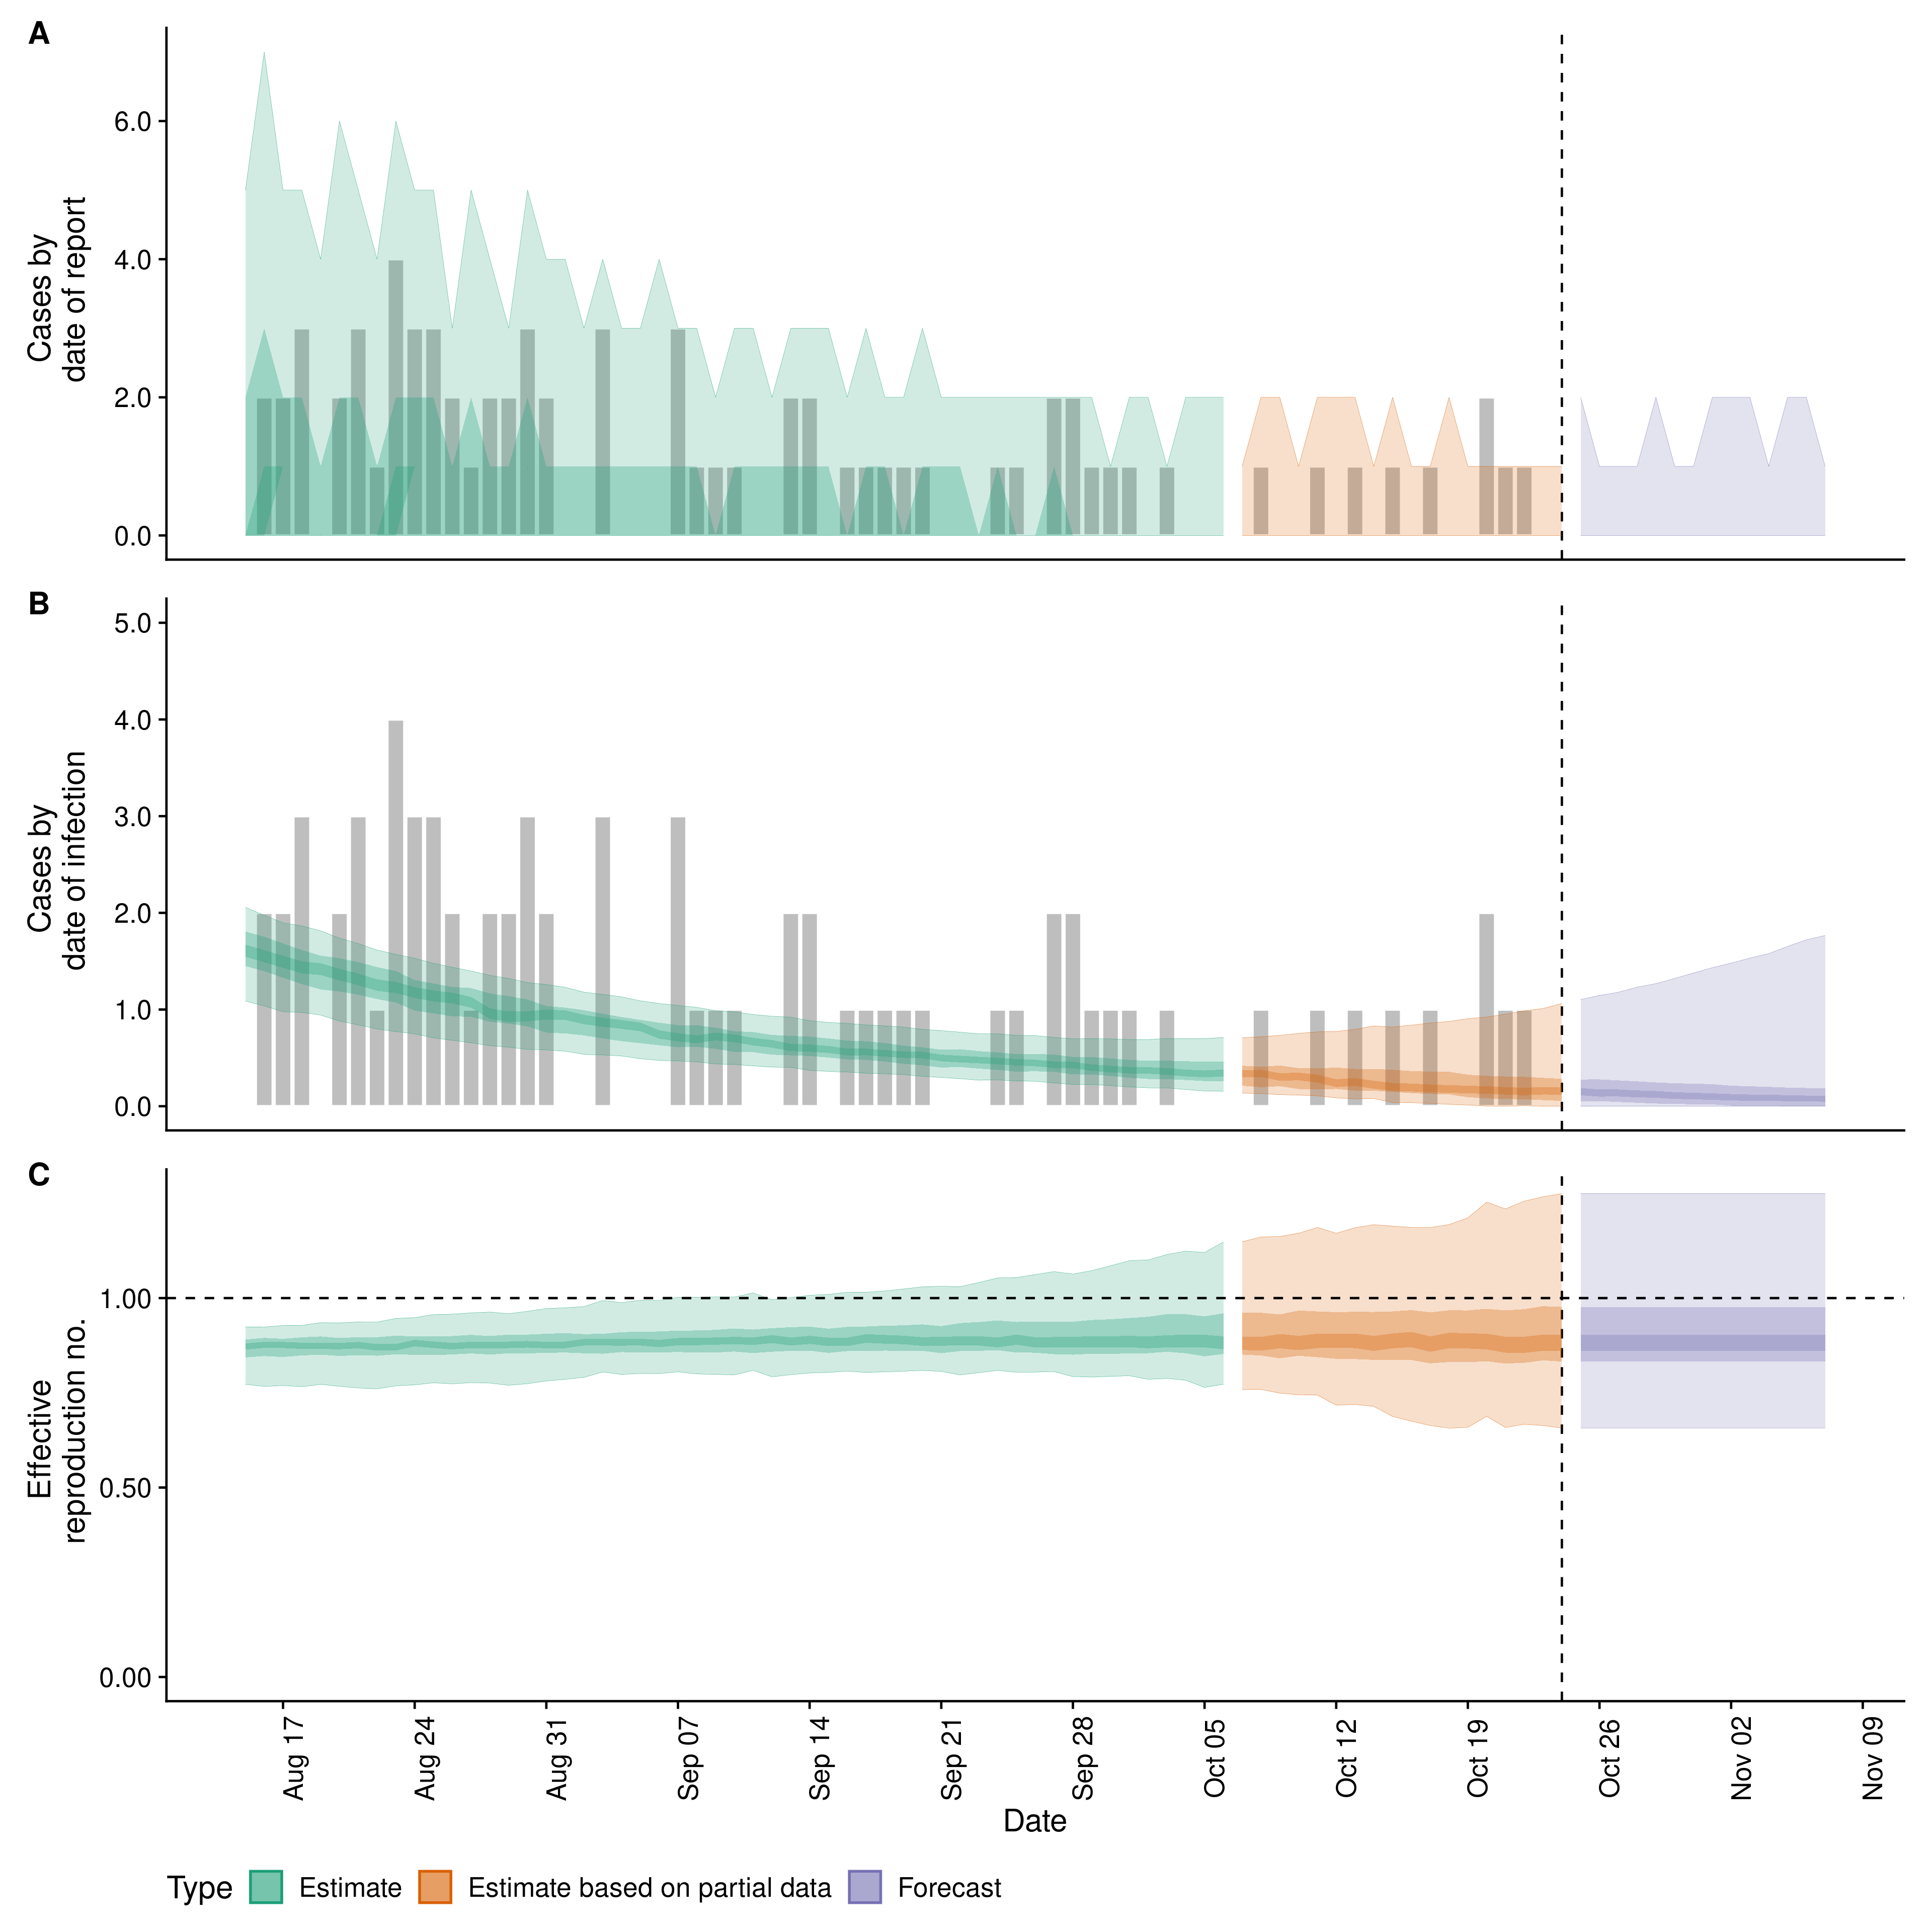 A
Cases by
date of report
6.0
4.0
2.0
0.0
B
Cases by
date of infection
5.0
4.0
3.0
2.0
1.0
0.0
C
Effective
reproduction no.
1.00
0.50
0.00
Aug 17
Aug 24
Aug 31
Sep 07
Sep 14
Sep 21
Sep 28
Oct 05
Oct 12
Oct 19
Oct 26
Nov 02
Nov 09
Date
Type Estimate Estimate based on partial data Forecast